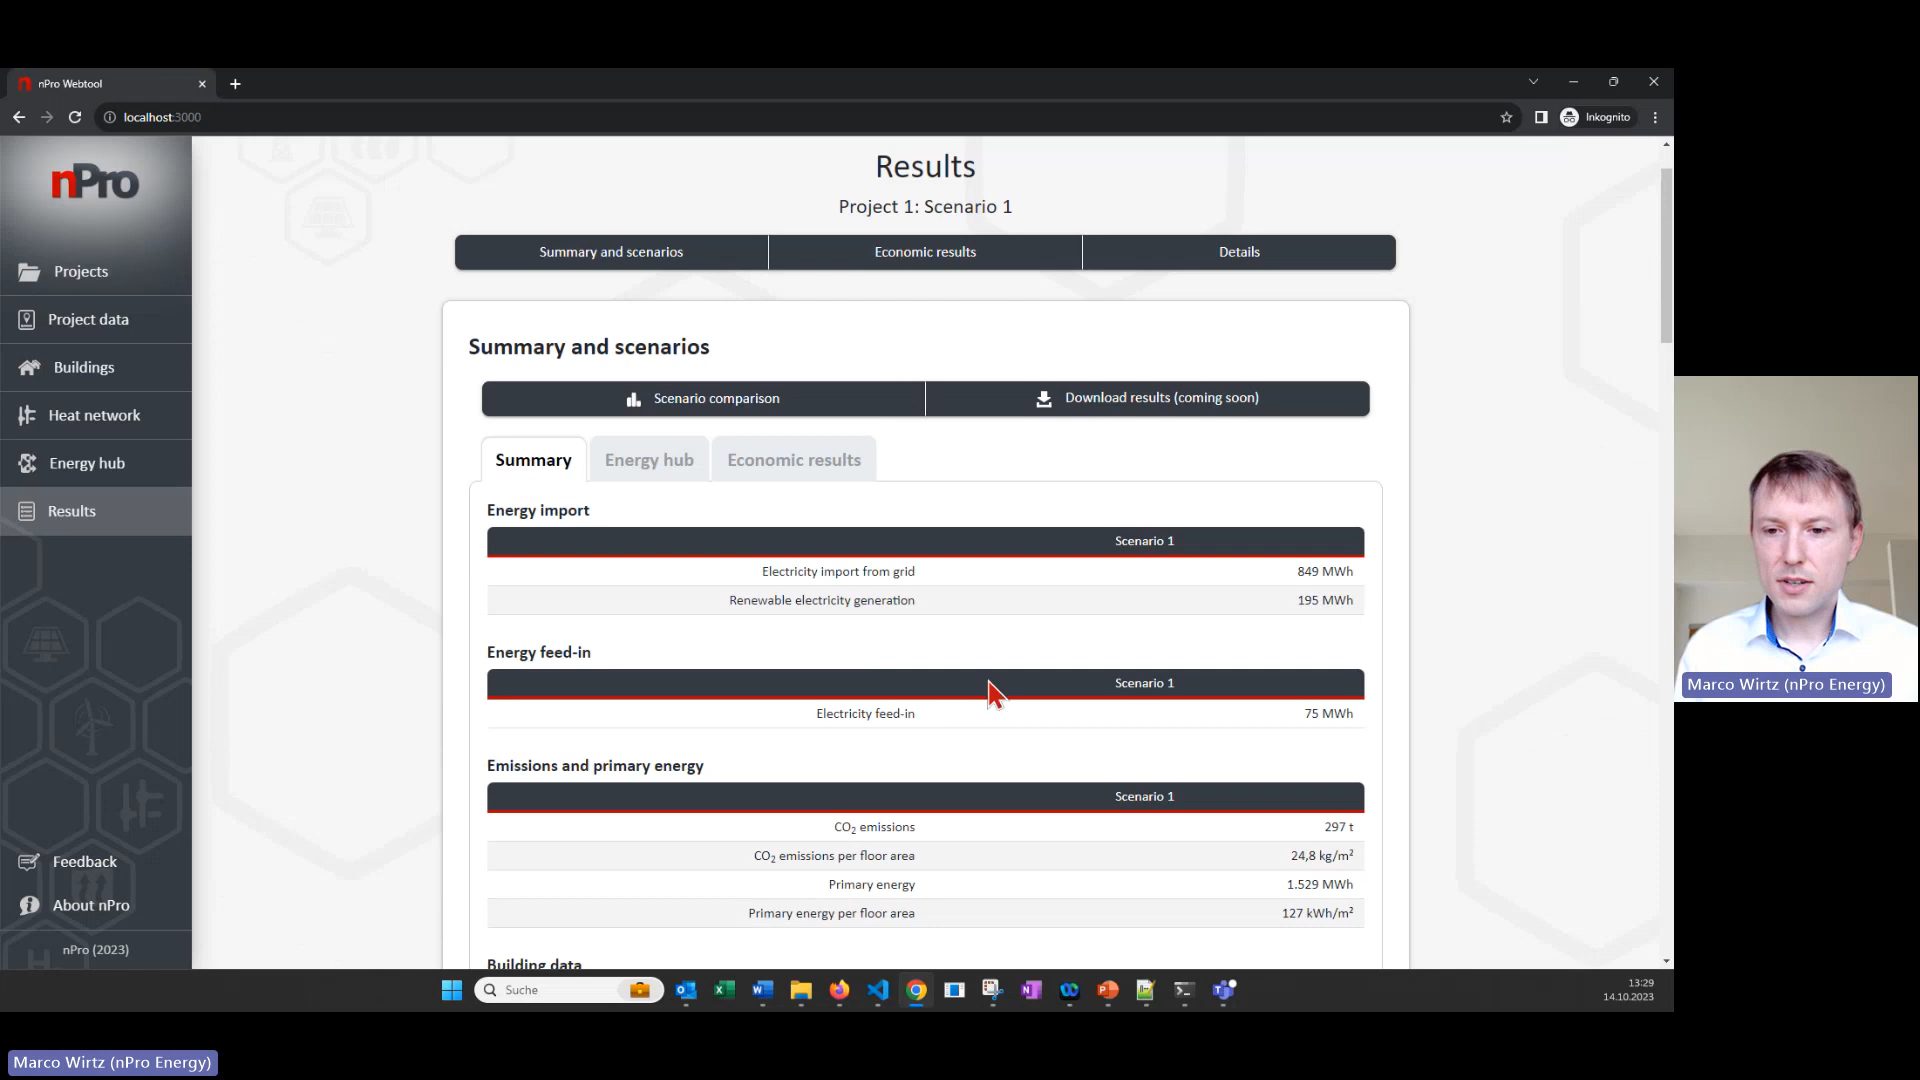 nPro Webtool
localhost:3000
Inkognito
nPro
Projects
Project data
Buildings
Heat network
Energy hub
Results
Feedback
About nPro
nPro (2023)
Results
Project 1: Scenario 1
Summary and scenarios
Economic results
Details
Summary and scenarios
Scenario comparison
Download results (coming soon)
Summary
Energy hub
Economic results
Energy import
Scenario 1
Electricity import from grid 849 MWh
Renewable electricity generation 195 MWh
Energy feed-in
Scenario 1
Electricity feed-in 75 MWh
Emissions and primary energy
Scenario 1
CO₂ emissions 297 t
CO₂ emissions per floor area 24,8 kg/m²
Primary energy 1.529 MWh
Primary energy per floor area 127 kWh/m²
Building data
Suche
13:29
14.10.2023
Marco Wirtz (nPro Energy)
Marco Wirtz (nPro Energy)